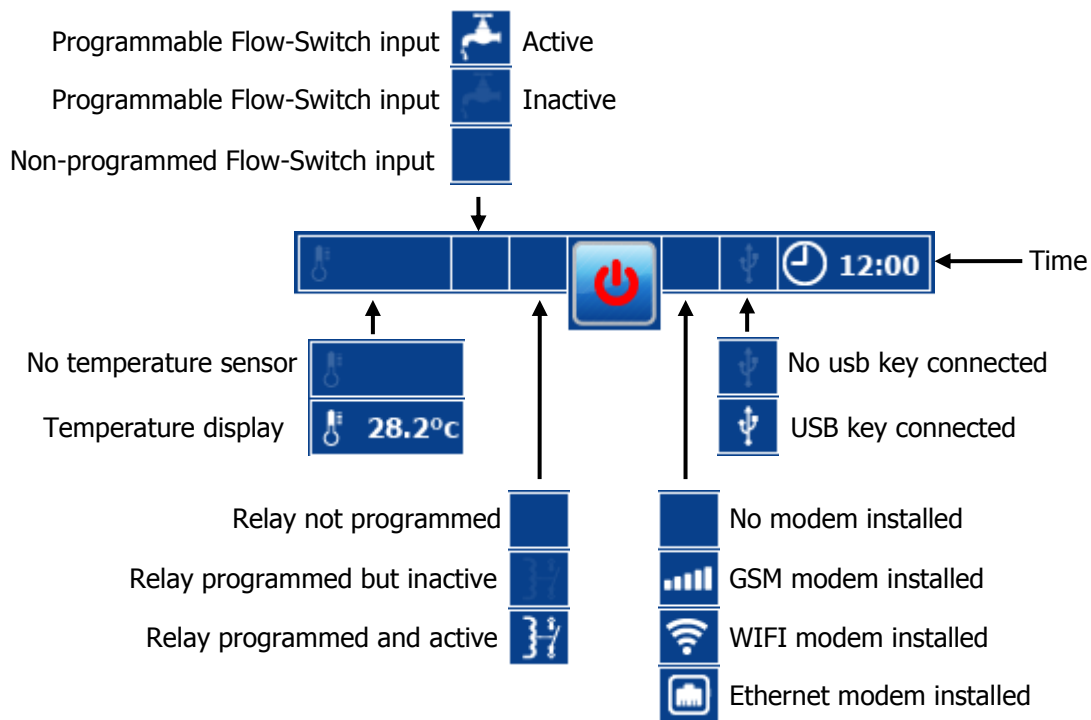 Programmable Flow-Switch input Active
Programmable Flow-Switch input Inactive
Non-programmed Flow-Switch input
12:00
Time
No temperature sensor
Temperature display
28.2°c
No usb key connected
USB key connected
Relay not programmed
Relay programmed but inactive
Relay programmed and active
No modem installed
GSM modem installed
WIFI modem installed
Ethernet modem installed